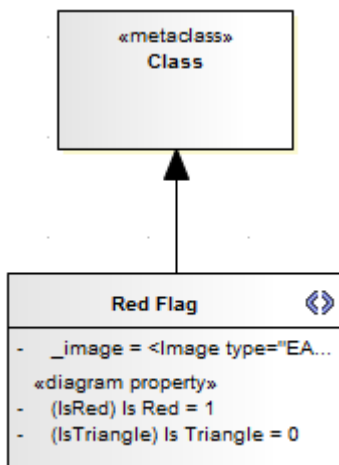 «metaclass»
Class
Red Flag
- _image = <Image type="EA...
«diagram property»
- (IsRed) Is Red = 1
- (IsTriangle) Is Triangle = 0